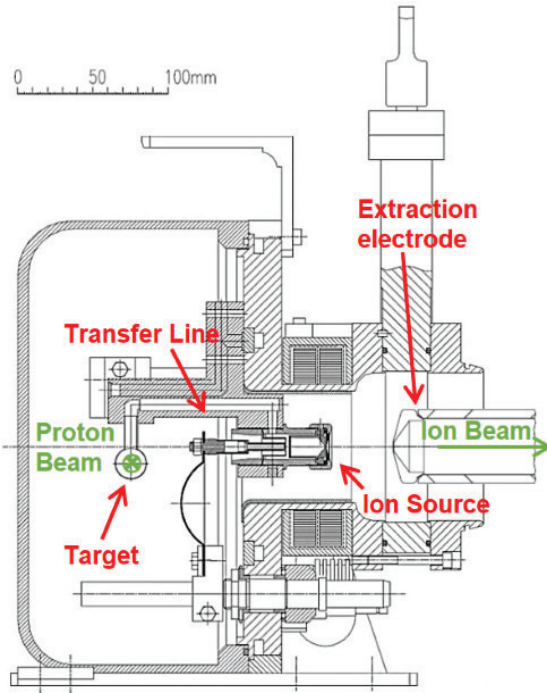 0 50 100mm
Extraction
electrode
Transfer Line
Proton
Beam
Ion Beam
Ion Source
Target